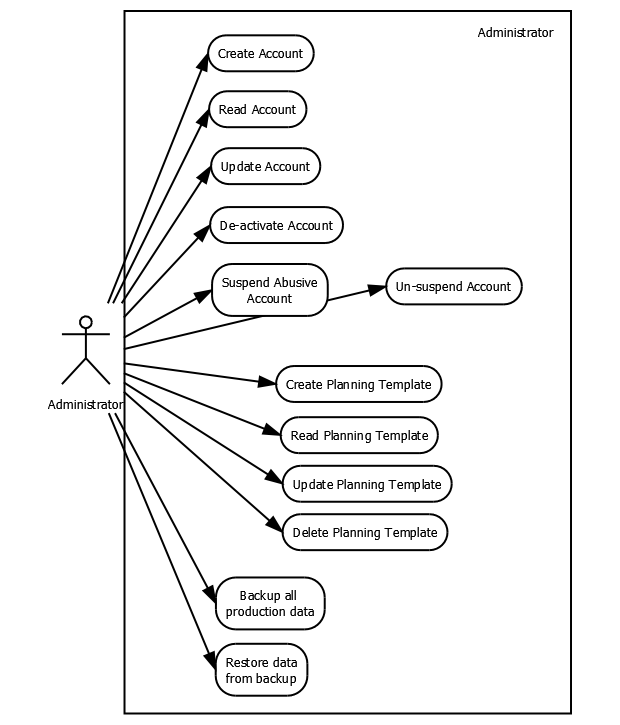 Administrator
Create Account
Read Account
Update Account
De-activate Account
Suspend Abusive
Account
Un-suspend Account
Create Planning Template
Administrator
Read Planning Template
Update Planning Template
Delete Planning Template
Backup all
production data
Restore data
from backup